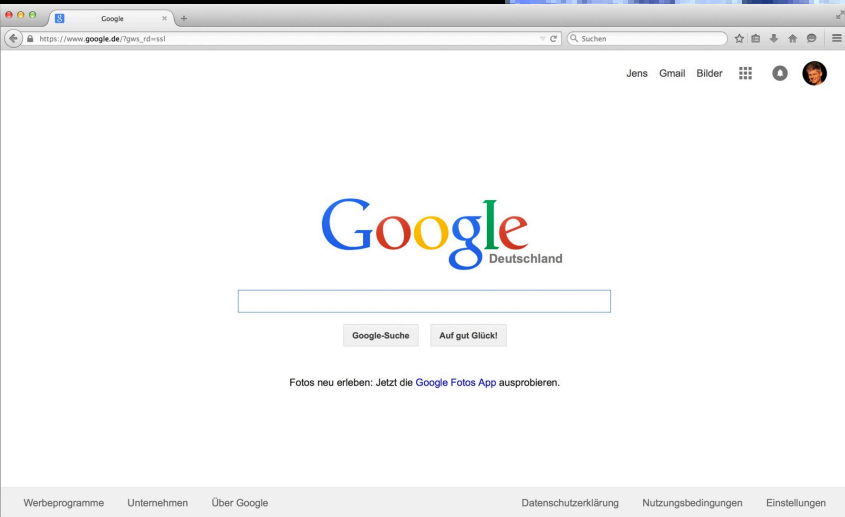 Google
https://www.google.de/?gws_rd=ssl
Suchen
Jens Gmail Bilder
Google
Deutschland
Google-Suche Auf gut Glück!
Fotos neu erleben: Jetzt die Google Fotos App ausprobieren.
Werbeprogramme Unternehmen Über Google Datenschutzerklärung Nutzungsbedingungen Einstellungen